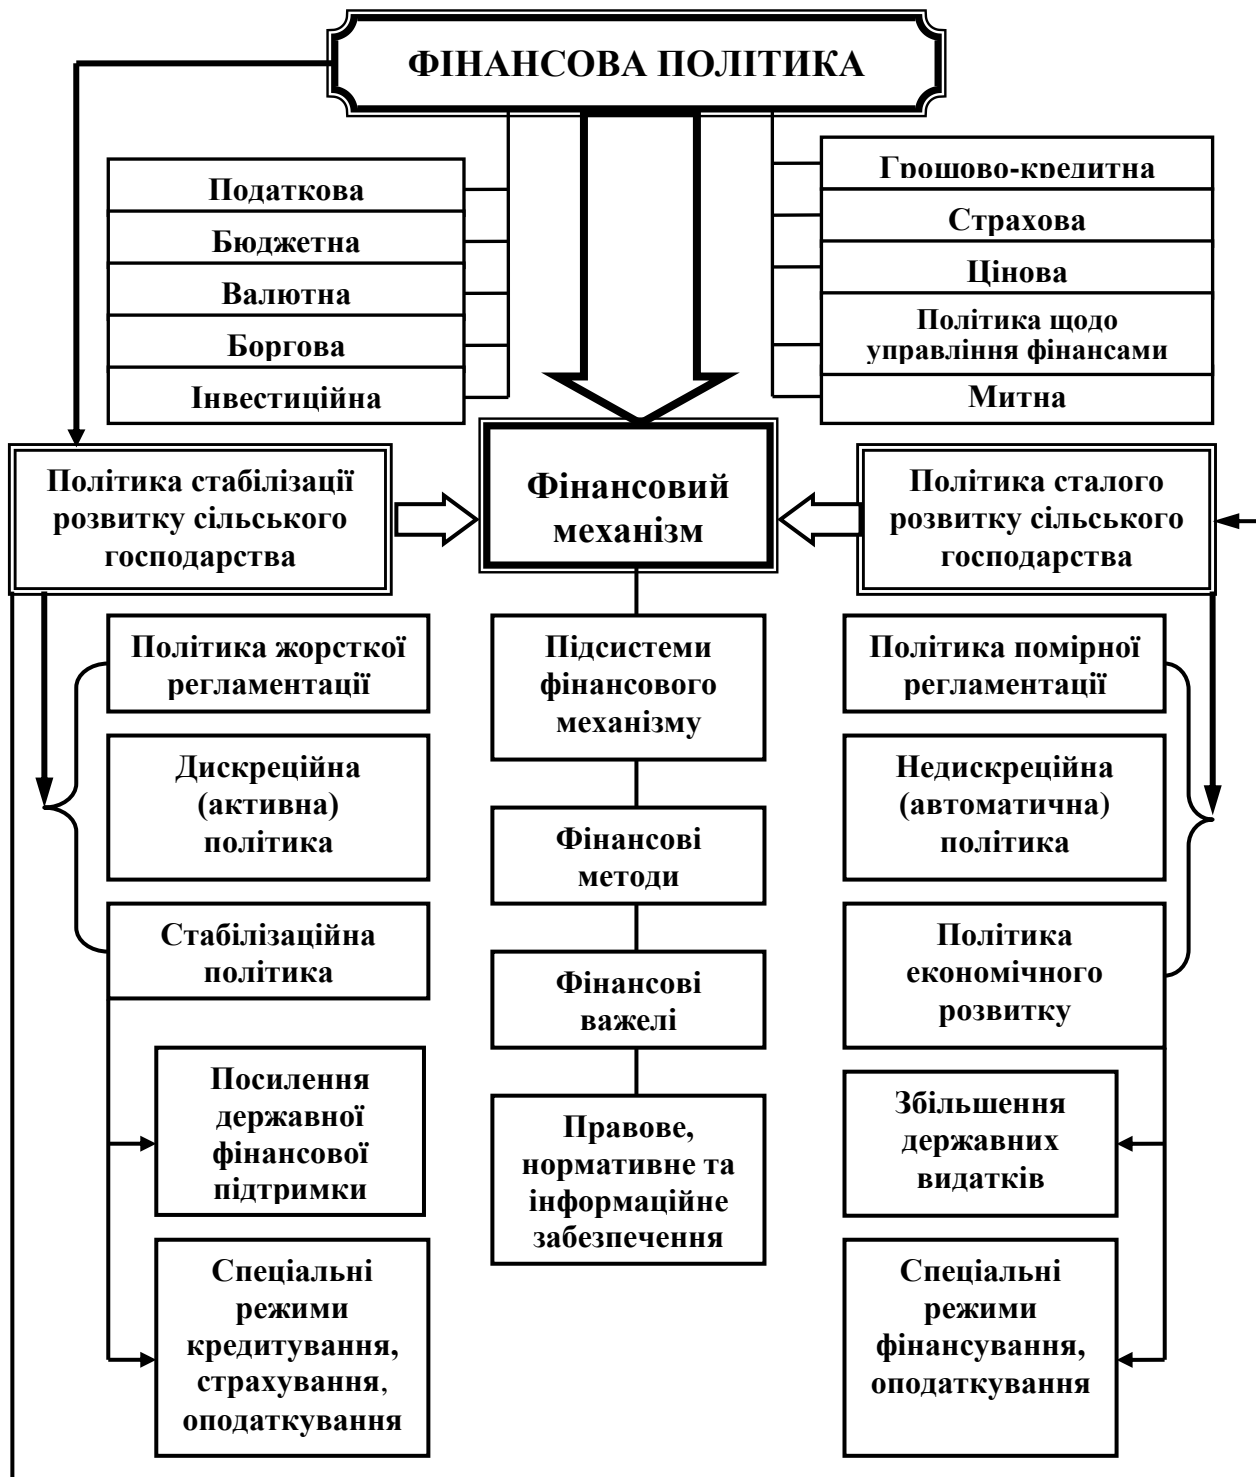 ФІНАНСОВА ПОЛІТИКА
Податкова
Бюджетна
Валютна
Боргова
Інвестиційна
Грошово-кредитна
Страхова
Цінова
Політика щодо
управління фінансами
Митна
Політика стабілізації
розвитку сільського
господарства
Фінансовий
механізм
Політика сталого
розвитку сільського
господарства
Політика жорсткої
регламентації
Дискреційна
(активна)
політика
Стабілізаційна
політика
Посилення
державної
фінансової
підтримки
Спеціальні
режими
кредитування,
страхування,
оподаткування
Підсистеми
фінансового
механізму
Фінансові
методи
Фінансові
важелі
Правове,
нормативне та
інформаційне
забезпечення
Політика помірної
регламентації
Недискреційна
(автоматична)
політика
Політика
економічного
розвитку
Збільшення
державних
видатків
Спеціальні
режими
фінансування,
оподаткування